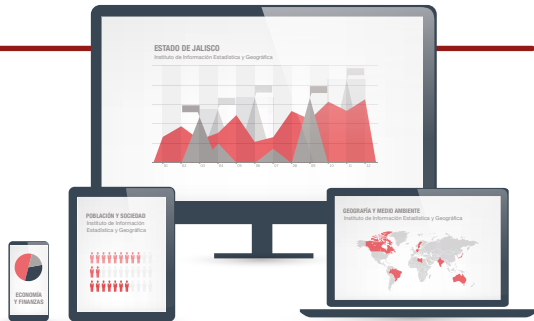 ESTADO DE JALISCO
Instituto de Información Estadística y Geográfica
POBLACIÓN Y SOCIEDAD
Instituto de Información
Estadística y Geográfica
GEOGRAFÍA Y MEDIO AMBIENTE
Instituto de Información Estadística y Geográfica
ECONOMÍA
Y FINANZAS